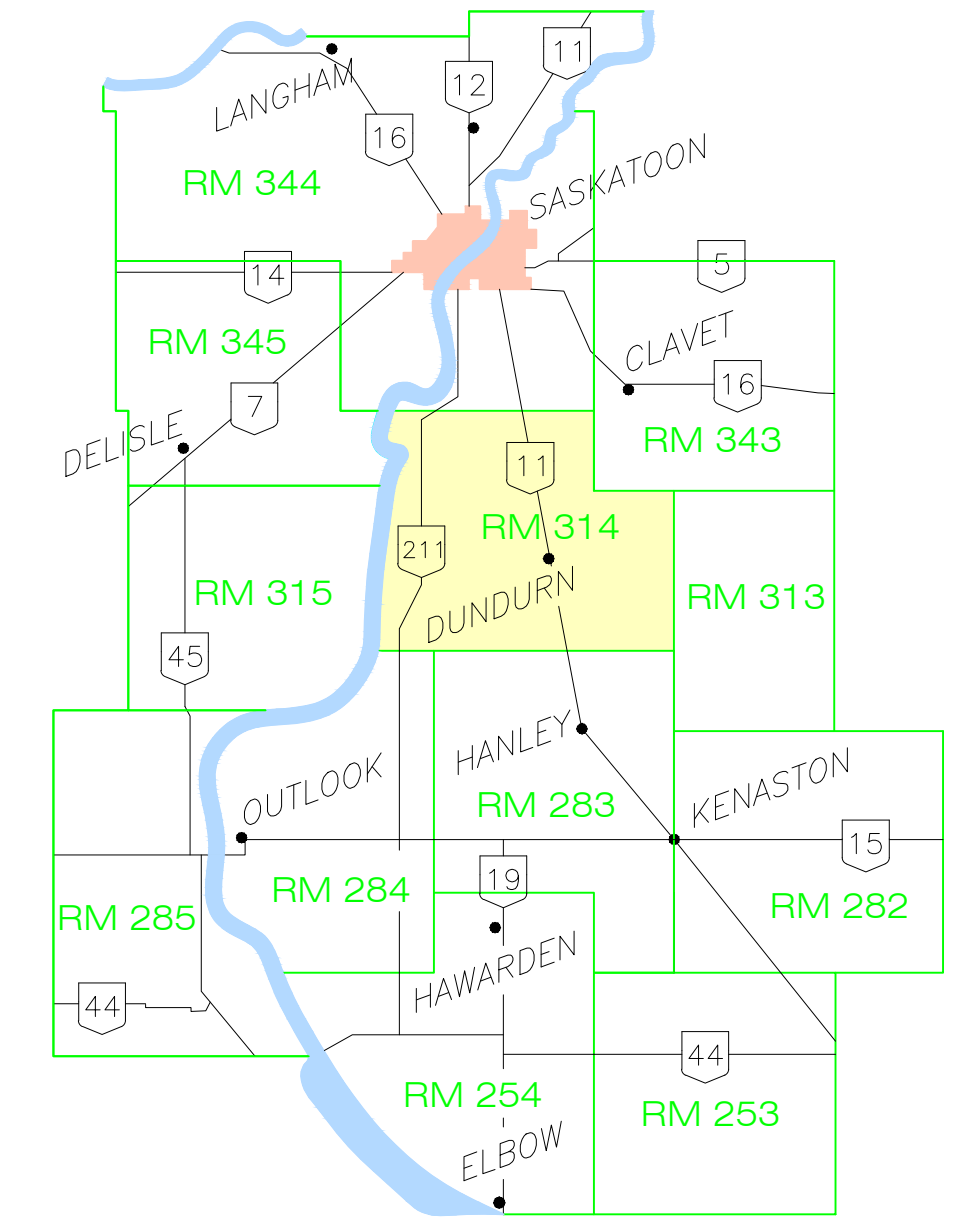 11
12
LANGHAM
16
SASKATOON
RM 344
5
14
RM 345
CLAVET
16
7
DELISLE
RM 343
11
RM 314
211
RM 315
DUNDURN
RM 313
45
HANLEY
OUTLOOK
KENASTON
RM 283
15
19
RM 284
RM 285
RM 282
HAWARDEN
44
44
RM 254
RM 253
ELBOW